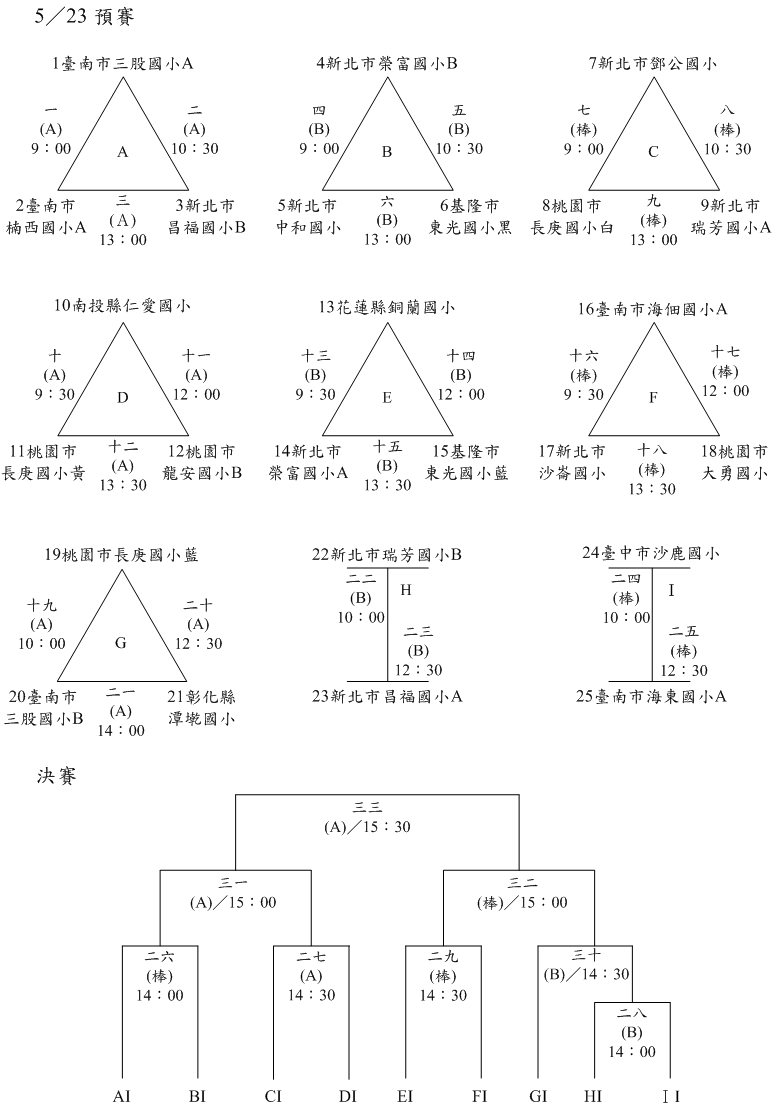 5／23 預賽
1臺南市三股國小A
一
(A)
9：00
二
(A)
10：30
A
2臺南市
楠西國小A
三
(A)
13：00
3新北市
昌福國小B
4新北市榮富國小B
四
(B)
9：00
五
(B)
10：30
B
5新北市
中和國小
六
(B)
13：00
6基隆市
東光國小黑
7新北市鄧公國小
七
(棒)
9：00
八
(棒)
10：30
C
8桃園市
長庚國小白
九
(棒)
13：00
9新北市
瑞芳國小A
10南投縣仁愛國小
十
(A)
9：30
十一
(A)
12：00
D
11桃園市
長庚國小黃
十二
(A)
13：30
12桃園市
龍安國小B
13花蓮縣銅蘭國小
十三
(B)
9：30
十四
(B)
12：00
E
14新北市
榮富國小A
十五
(B)
13：30
15基隆市
東光國小藍
16臺南市海佃國小A
十六
(棒)
9：30
十七
(棒)
12：00
F
17新北市
沙崙國小
十八
(棒)
13：30
18桃園市
大勇國小
19桃園市長庚國小藍
十九
(A)
10：00
二十
(A)
12：30
G
20臺南市
三股國小B
二一
(A)
14：00
21彰化縣
潭墘國小
22新北市瑞芳國小B
二二
(B)
10：00
H
二三
(B)
12：30
23新北市昌福國小A
24臺中市沙鹿國小
二四
(棒)
10：00
I
二五
(棒)
12：30
25臺南市海東國小A
決賽
三三
(A)／15：30
三一
(A)／15：00
三二
(棒)／15：00
二六
(棒)
14：00
二七
(A)
14：30
二九
(棒)
14：30
三十
(B)／14：30
二八
(B)
14：00
AI
BI
CI
DI
EI
FI
GI
HI
I I